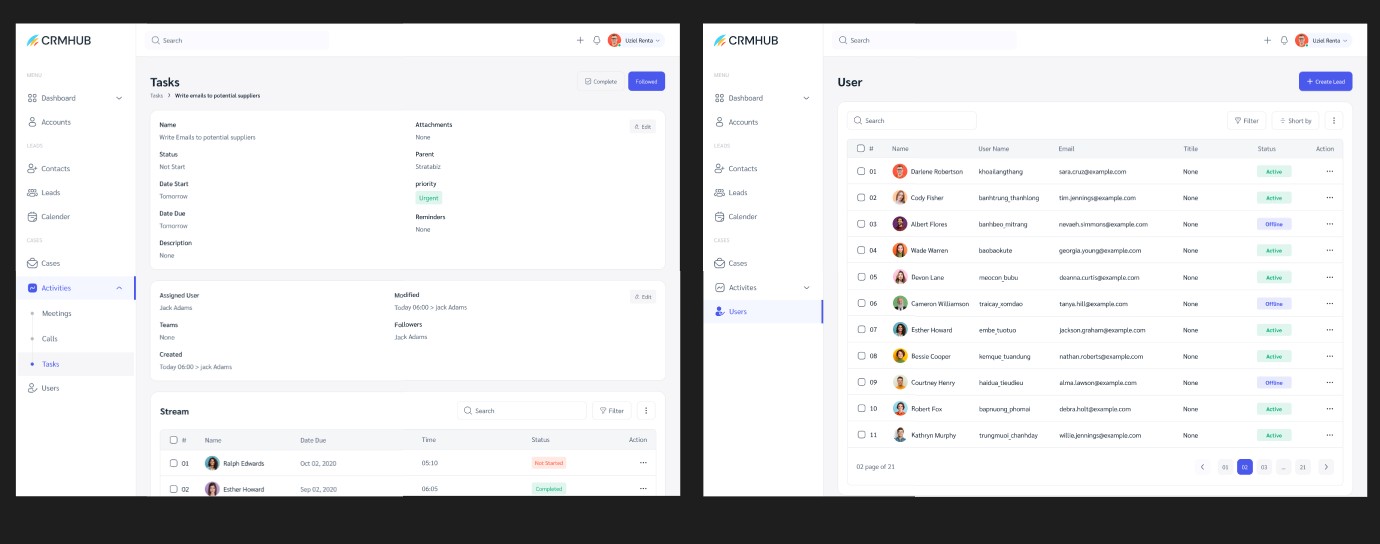 CRMHUB
Search
Uziel Renta
MENU
Dashboard
Accounts
LEADS
Contacts
Leads
Calender
CASES
Cases
Activities
Meetings
Calls
Tasks
Users
Tasks
Tasks > Write emails to potential suppliers
Complete
Followed
Name
Write Emails to potential suppliers
Status
Not Start
Date Start
Tomorrow
Date Due
Tomorrow
Description
None
Attachments
None
Parent
Stratabiz
priority
Urgent
Reminders
None
Edit
Assigned User
Jack Adams
Teams
None
Created
Today 06:00 > jack Adams
Modified
Today 06:00 > jack Adams
Followers
Jack Adams
Edit
Stream
Search
Filter
# Name Date Due Time Status Action
01 Ralph Edwards Oct 02, 2020 05:10 Not Started
02 Esther Howard Sep 02, 2020 06:05 Completed
CRMHUB
Search
Uziel Renta
MENU
Dashboard
Accounts
LEADS
Contacts
Leads
Calender
CASES
Cases
Activites
Users
User
+ Create Lead
Search
Filter
Short by
# Name User Name Email Titile Status Action
01 Darlene Robertson khoailangthang sara.cruz@example.com None Active
02 Cody Fisher banhtrung_thanhlong tim.jennings@example.com None Active
03 Albert Flores banhbeo_mitrang nevaeh.simmons@example.com None Offline
04 Wade Warren baobaokute georgia.young@example.com None Active
05 Devon Lane meocon_bubu deanna.curtis@example.com None Active
06 Cameron Williamson traicay_xomdao tanya.hill@example.com None Offline
07 Esther Howard embe_tuotuo jackson.graham@example.com None Active
08 Bessie Cooper kemque_tuandung nathan.roberts@example.com None Active
09 Courtney Henry haidua_tieudieu alma.lawson@example.com None Offline
10 Robert Fox bapnuong_phomai debra.holt@example.com None Active
11 Kathryn Murphy trungmuoi_chanhday willie.jennings@example.com None Active
02 page of 21
01 02 03 ... 21